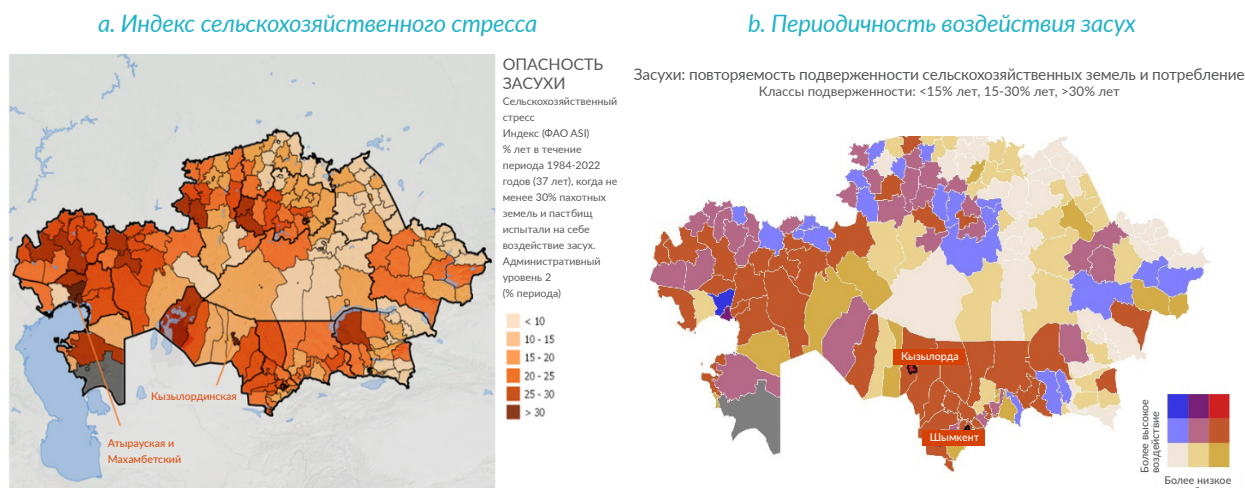 a. Индекс сельскохозяйственного стресса
ОПАСНОСТЬ
ЗАСУХИ
Сельскохозяйственный
стресс
Индекс (ФАО ASI)
% лет в течение
периода 1984-2022
годов (37 лет), когда не
менее 30% пахотных
земель и пастбищ
испытали на себе
воздействие засух.
Административный
уровень 2
(% периода)
< 10
10 - 15
15 - 20
20 - 25
25 - 30
> 30
Кызылординская
Атырауская и
Махамбетский
b. Периодичность воздействия засух
Засухи: повторяемость подверженности сельскохозяйственных земель и потребление
Классы подверженности: <15% лет, 15-30% лет, >30% лет
Кызылорда
Шымкент
Более высокое
воздействие
Более низкое